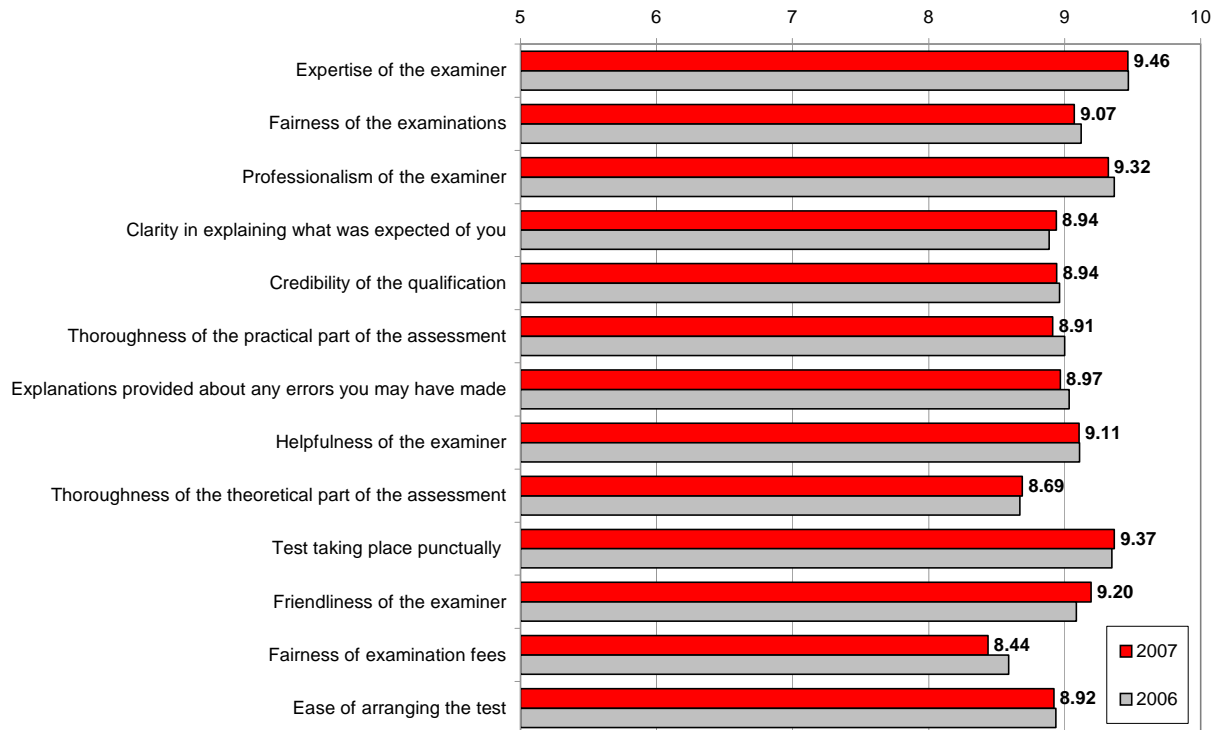 5 6 7 8 9 10
Expertise of the examiner 9.46
Fairness of the examinations 9.07
Professionalism of the examiner 9.32
Clarity in explaining what was expected of you 8.94
Credibility of the qualification 8.94
Thoroughness of the practical part of the assessment 8.91
Explanations provided about any errors you may have made 8.97
Helpfulness of the examiner 9.11
Thoroughness of the theoretical part of the assessment 8.69
Test taking place punctually 9.37
Friendliness of the examiner 9.20
Fairness of examination fees 8.44
Ease of arranging the test 8.92
2007
2006